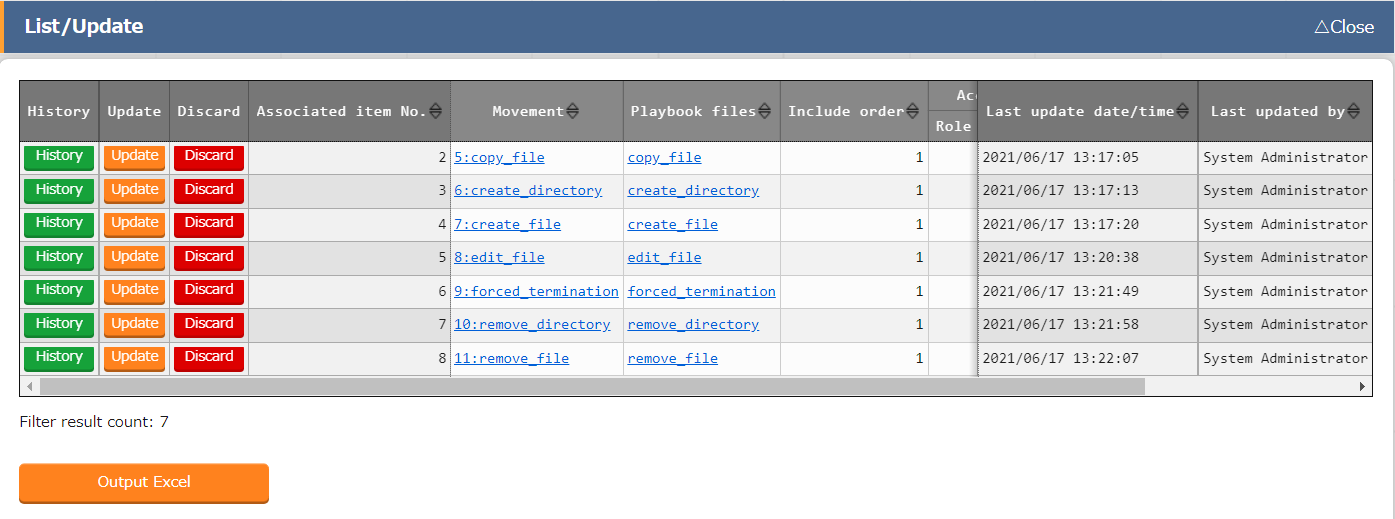 List/Update
△Close
History Update Discard Associated item No. Movement Playbook files Include order Role Last update date/time Last updated by
History Update Discard 2 5:copy_file copy_file 1 2021/06/17 13:17:05 System Administrator
History Update Discard 3 6:create_directory create_directory 1 2021/06/17 13:17:13 System Administrator
History Update Discard 4 7:create_file create_file 1 2021/06/17 13:17:20 System Administrator
History Update Discard 5 8:edit_file edit_file 1 2021/06/17 13:20:38 System Administrator
History Update Discard 6 9:forced_termination forced_termination 1 2021/06/17 13:21:49 System Administrator
History Update Discard 7 10:remove_directory remove_directory 1 2021/06/17 13:21:58 System Administrator
History Update Discard 8 11:remove_file remove_file 1 2021/06/17 13:22:07 System Administrator
Filter result count: 7
Output Excel